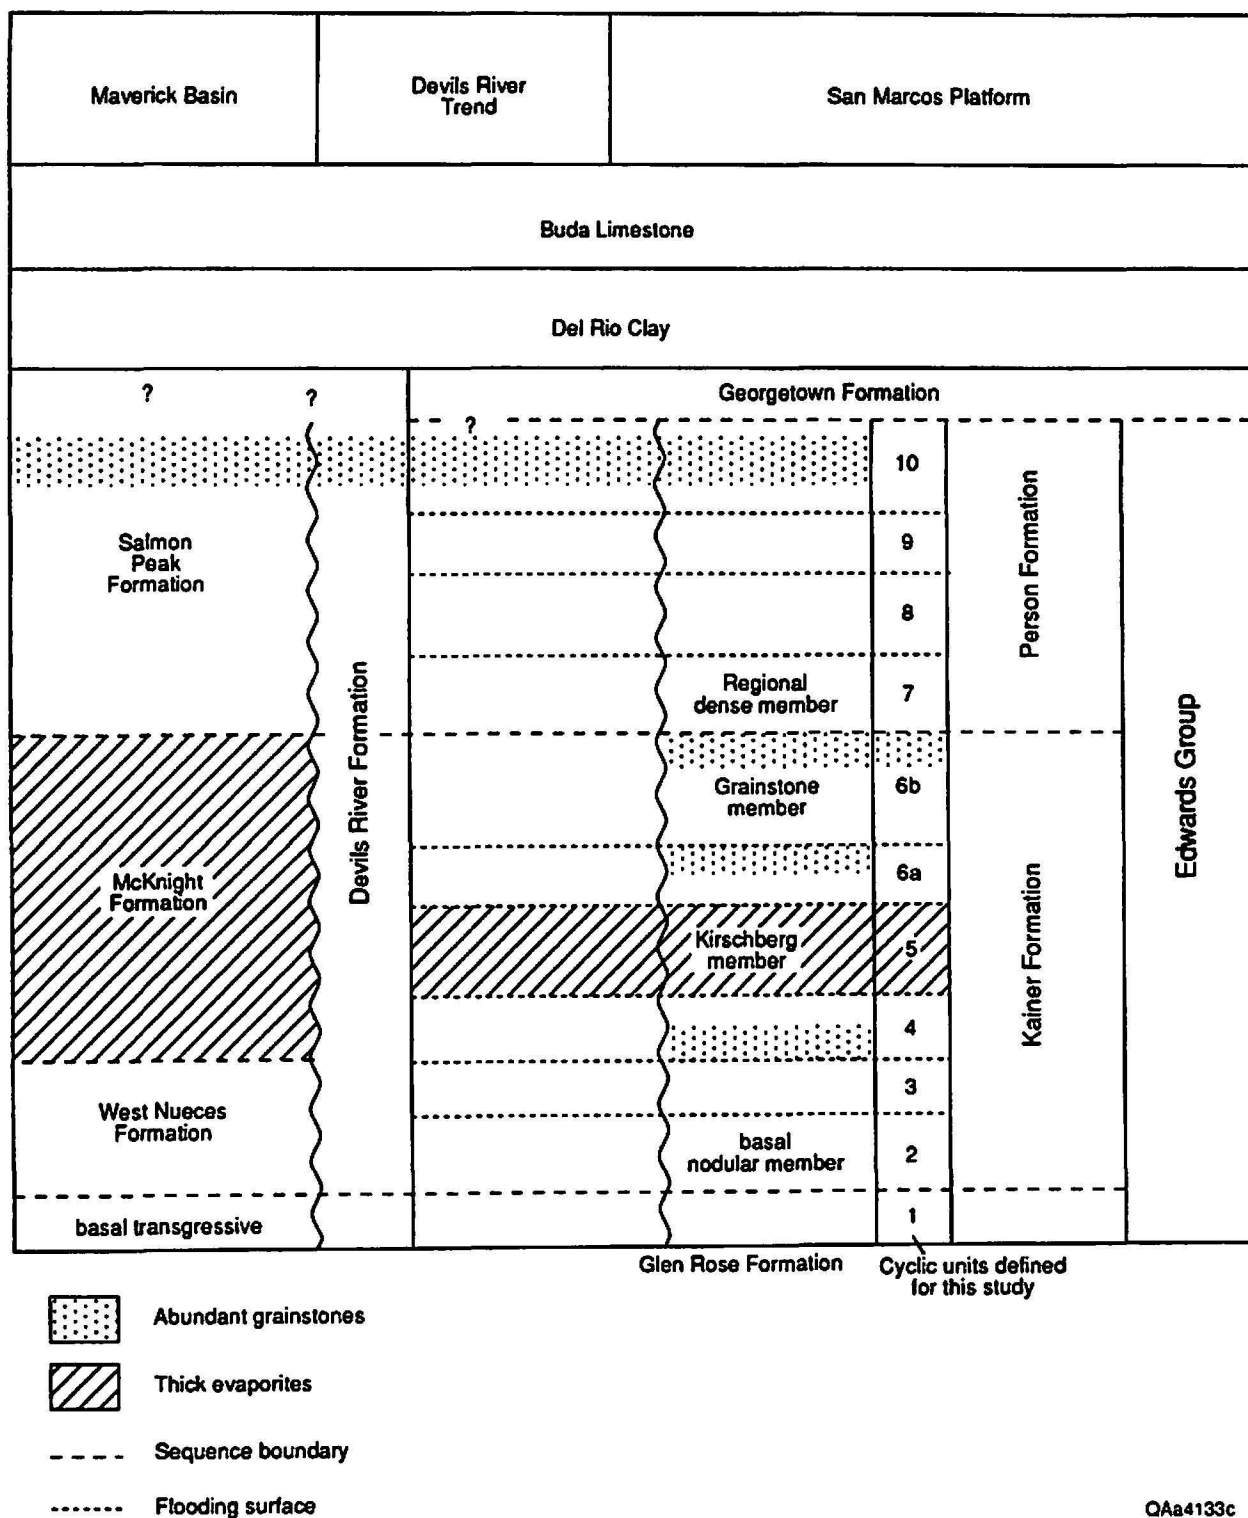 Maverick Basin
Devils River
Trend
San Marcos Platform
Buda Limestone
Del Rio Clay
?
?
Georgetown Formation
?
10
Salmon
Peak
Formation
9
8
Person Formation
Regional
dense member
7
Devils River Formation
Edwards Group
Grainstone
member
6b
McKnight
Formation
6a
Kirschberg
member
5
Kainer Formation
4
3
West Nueces
Formation
basal
nodular member
2
basal transgressive
1
Glen Rose Formation
Cyclic units defined
for this study
Abundant grainstones
Thick evaporites
Sequence boundary
Flooding surface
QAa4133c